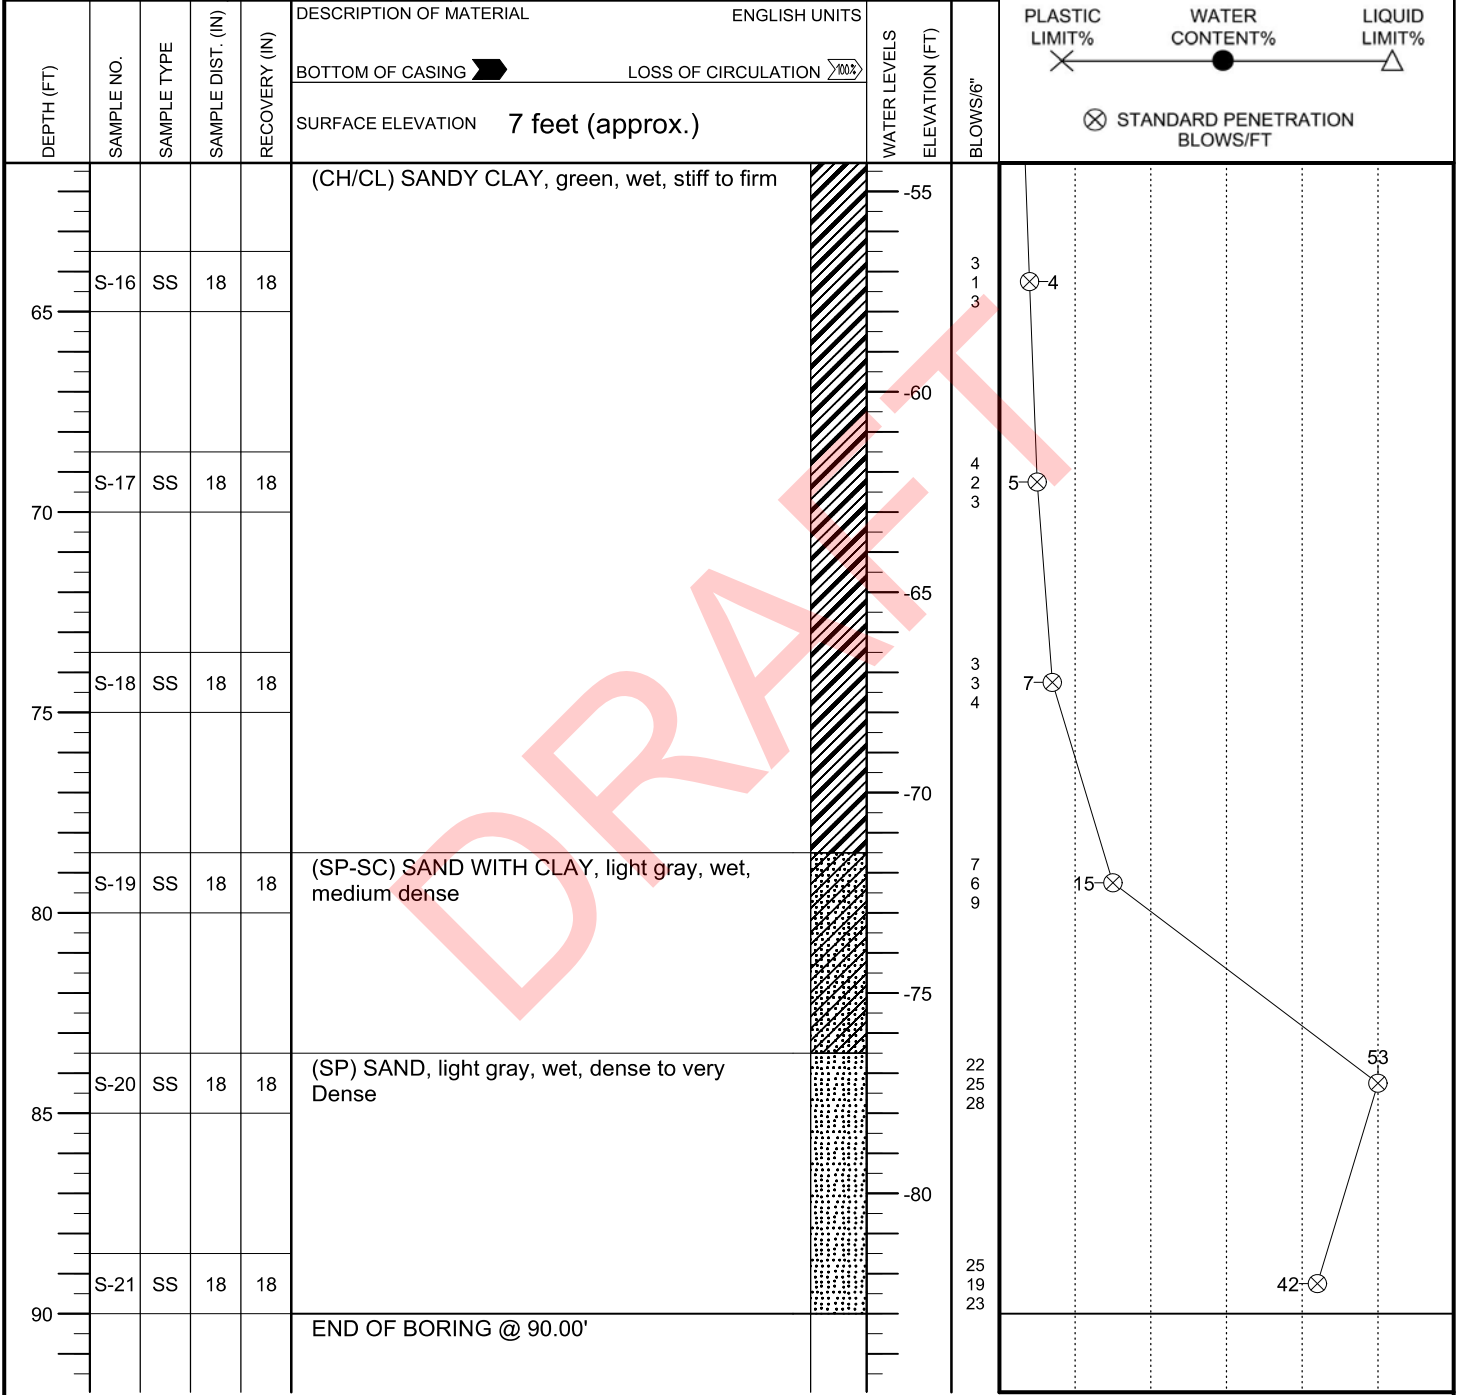 DEPTH (FT)
SAMPLE NO.
SAMPLE TYPE
SAMPLE DIST. (IN)
RECOVERY (IN)
DESCRIPTION OF MATERIAL ENGLISH UNITS
BOTTOM OF CASING LOSS OF CIRCULATION 100%
SURFACE ELEVATION 7 feet (approx.)
WATER LEVELS
ELEVATION (FT)
BLOWS/6"
PLASTIC LIMIT%
WATER CONTENT%
LIQUID LIMIT%
STANDARD PENETRATION
BLOWS/FT
(CH/CL) SANDY CLAY, green, wet, stiff to firm
-55
3
S-16 SS 18 18 1 4
3
65
-60
4
S-17 SS 18 18 2 5
3
70
-65
3
S-18 SS 18 18 3 7
4
75
-70
(SP-SC) SAND WITH CLAY, light gray, wet,
medium dense
7
S-19 SS 18 18 6 15
9
80
-75
(SP) SAND, light gray, wet, dense to very
Dense
53
22
S-20 SS 18 18 25
28
85
-80
25
S-21 SS 18 18 19 42
23
90
END OF BORING @ 90.00'
DRAFT